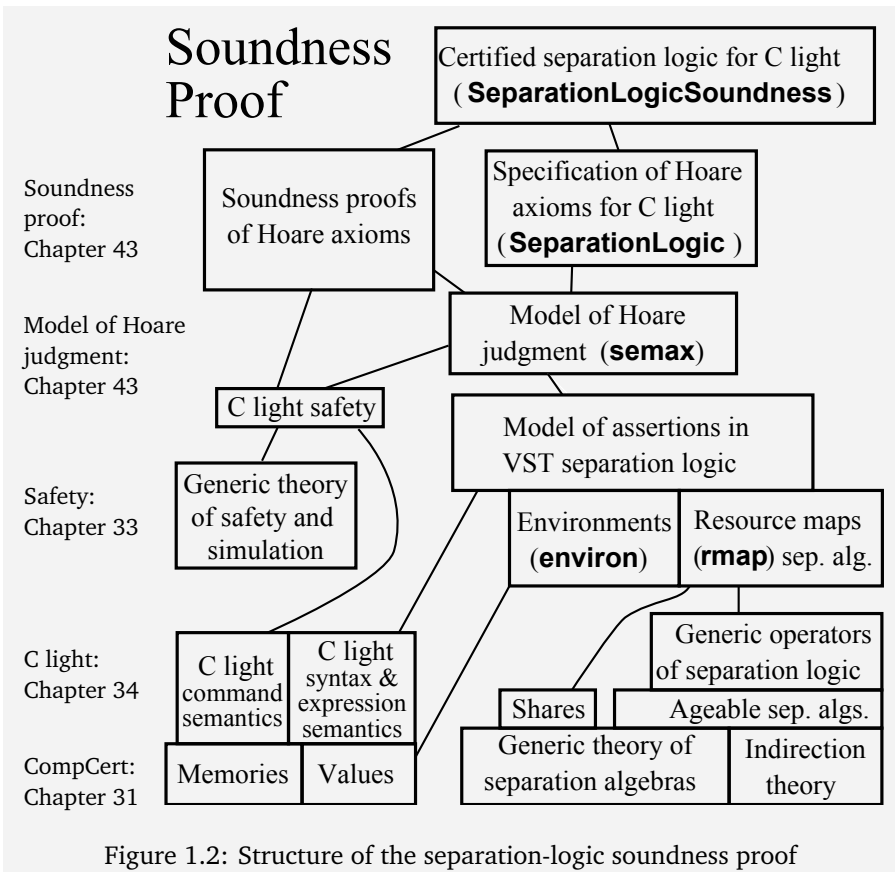 Soundness
Proof
Certified separation logic for C light
( SeparationLogicSoundness )
Soundness
proof:
Chapter 43
Soundness proofs
of Hoare axioms
Specification of Hoare
axioms for C light
( SeparationLogic )
Model of Hoare
judgment:
Chapter 43
Model of Hoare
judgment (semax)
C light safety
Model of assertions in
VST separation logic
Safety:
Chapter 33
Generic theory
of safety and
simulation
Environments
(environ)
Resource maps
(rmap) sep. alg.
C light:
Chapter 34
C light
command
semantics
C light
syntax &
expression
semantics
Generic operators
of separation logic
Shares
Ageable sep. algs.
CompCert:
Chapter 31
Memories
Values
Generic theory of
separation algebras
Indirection
theory
Figure 1.2: Structure of the separation-logic soundness proof